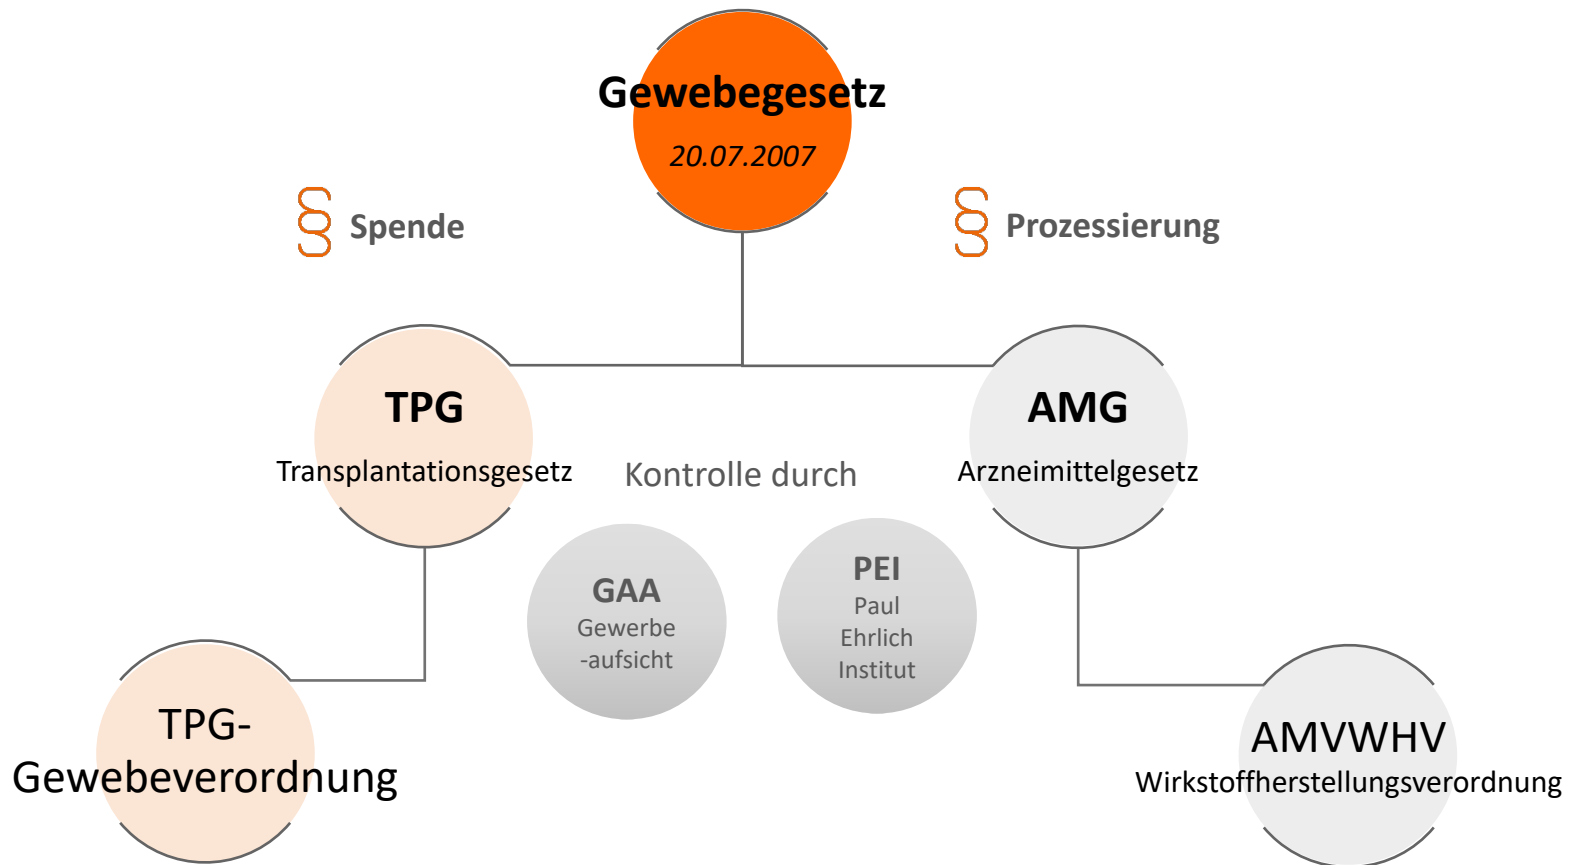 Gewebegesetz
20.07.2007
§ Spende
§ Prozessierung
TPG
Transplantationsgesetz
AMG
Arzneimittelgesetz
Kontrolle durch
GAA
Gewerbe
-aufsicht
PEI
Paul
Ehrlich
Institut
TPG-
Gewebeverordnung
AMVWHV
Wirkstoffherstellungsverordnung